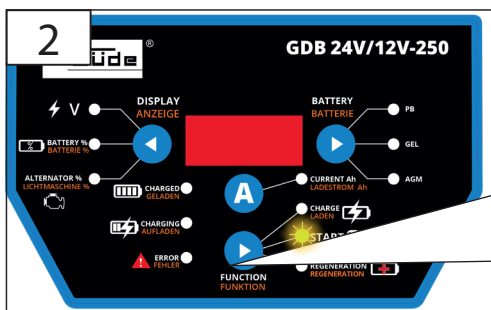 2
üde®
GDB 24V/12V-250
V
DISPLAY
ANZEIGE
BATTERY
BATTERIE
PB
%
BATTERY %
BATTERIE %
GEL
ALTERNATOR %
LICHTMASCHINE %
AGM
CHARGED
GELADEN
A
CURRENT Ah
LADESTROM Ah
CHARGING
AUFLADEN
CHARGE
LADEN
START
ERROR
FEHLER
FUNCTION
FUNKTION
REGENERATION
REGENERATION